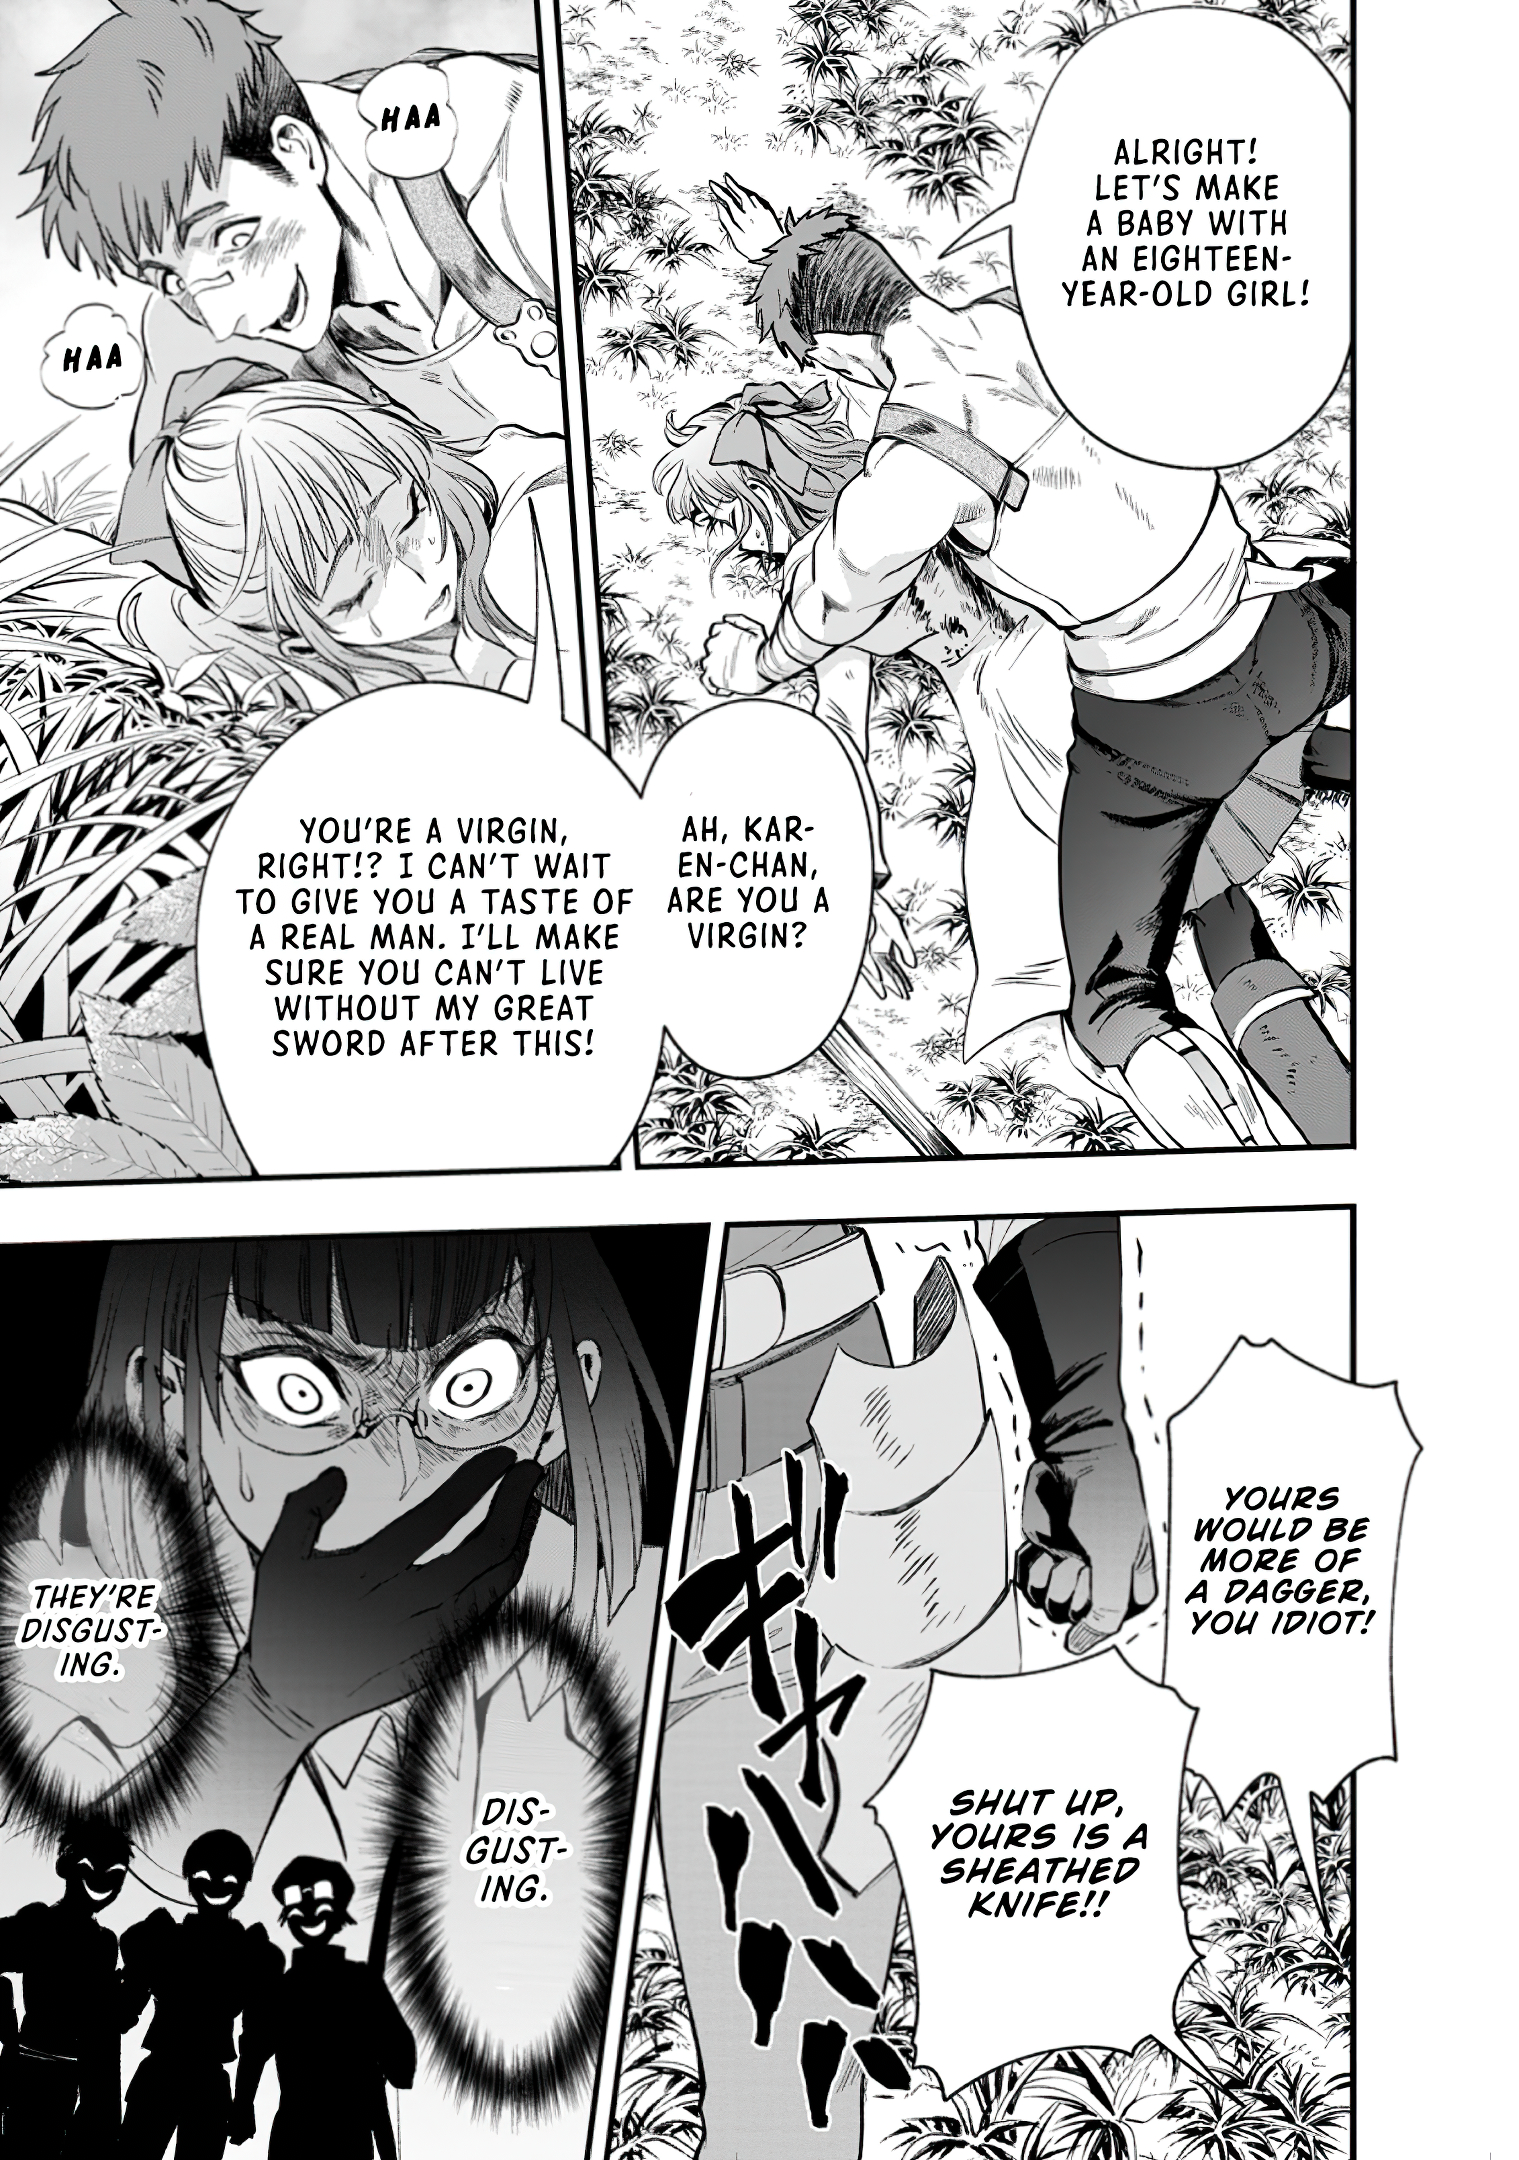 ALRIGHT!
LET'S MAKE
A BABY WITH
AN EIGHTEEN-
YEAR-OLD GIRL!
AH, KAR-
EN-CHAN,
ARE YOU A
VIRGIN?
HAA
HAA
YOU'RE A VIRGIN,
RIGHT!? I CAN'T WAIT
TO GIVE YOU A TASTE OF
A REAL MAN. I'LL MAKE
SURE YOU CAN'T LIVE
WITHOUT MY GREAT
SWORD AFTER THIS!
YOURS
WOULD BE
MORE OF
A DAGGER,
YOU IDIOT!
SHUT UP,
YOURS IS A
SHEATHED
KNIFE!!
ギャハハハ
DIS-
GUST-
ING.
THEY'RE
DISGUST-
ING.